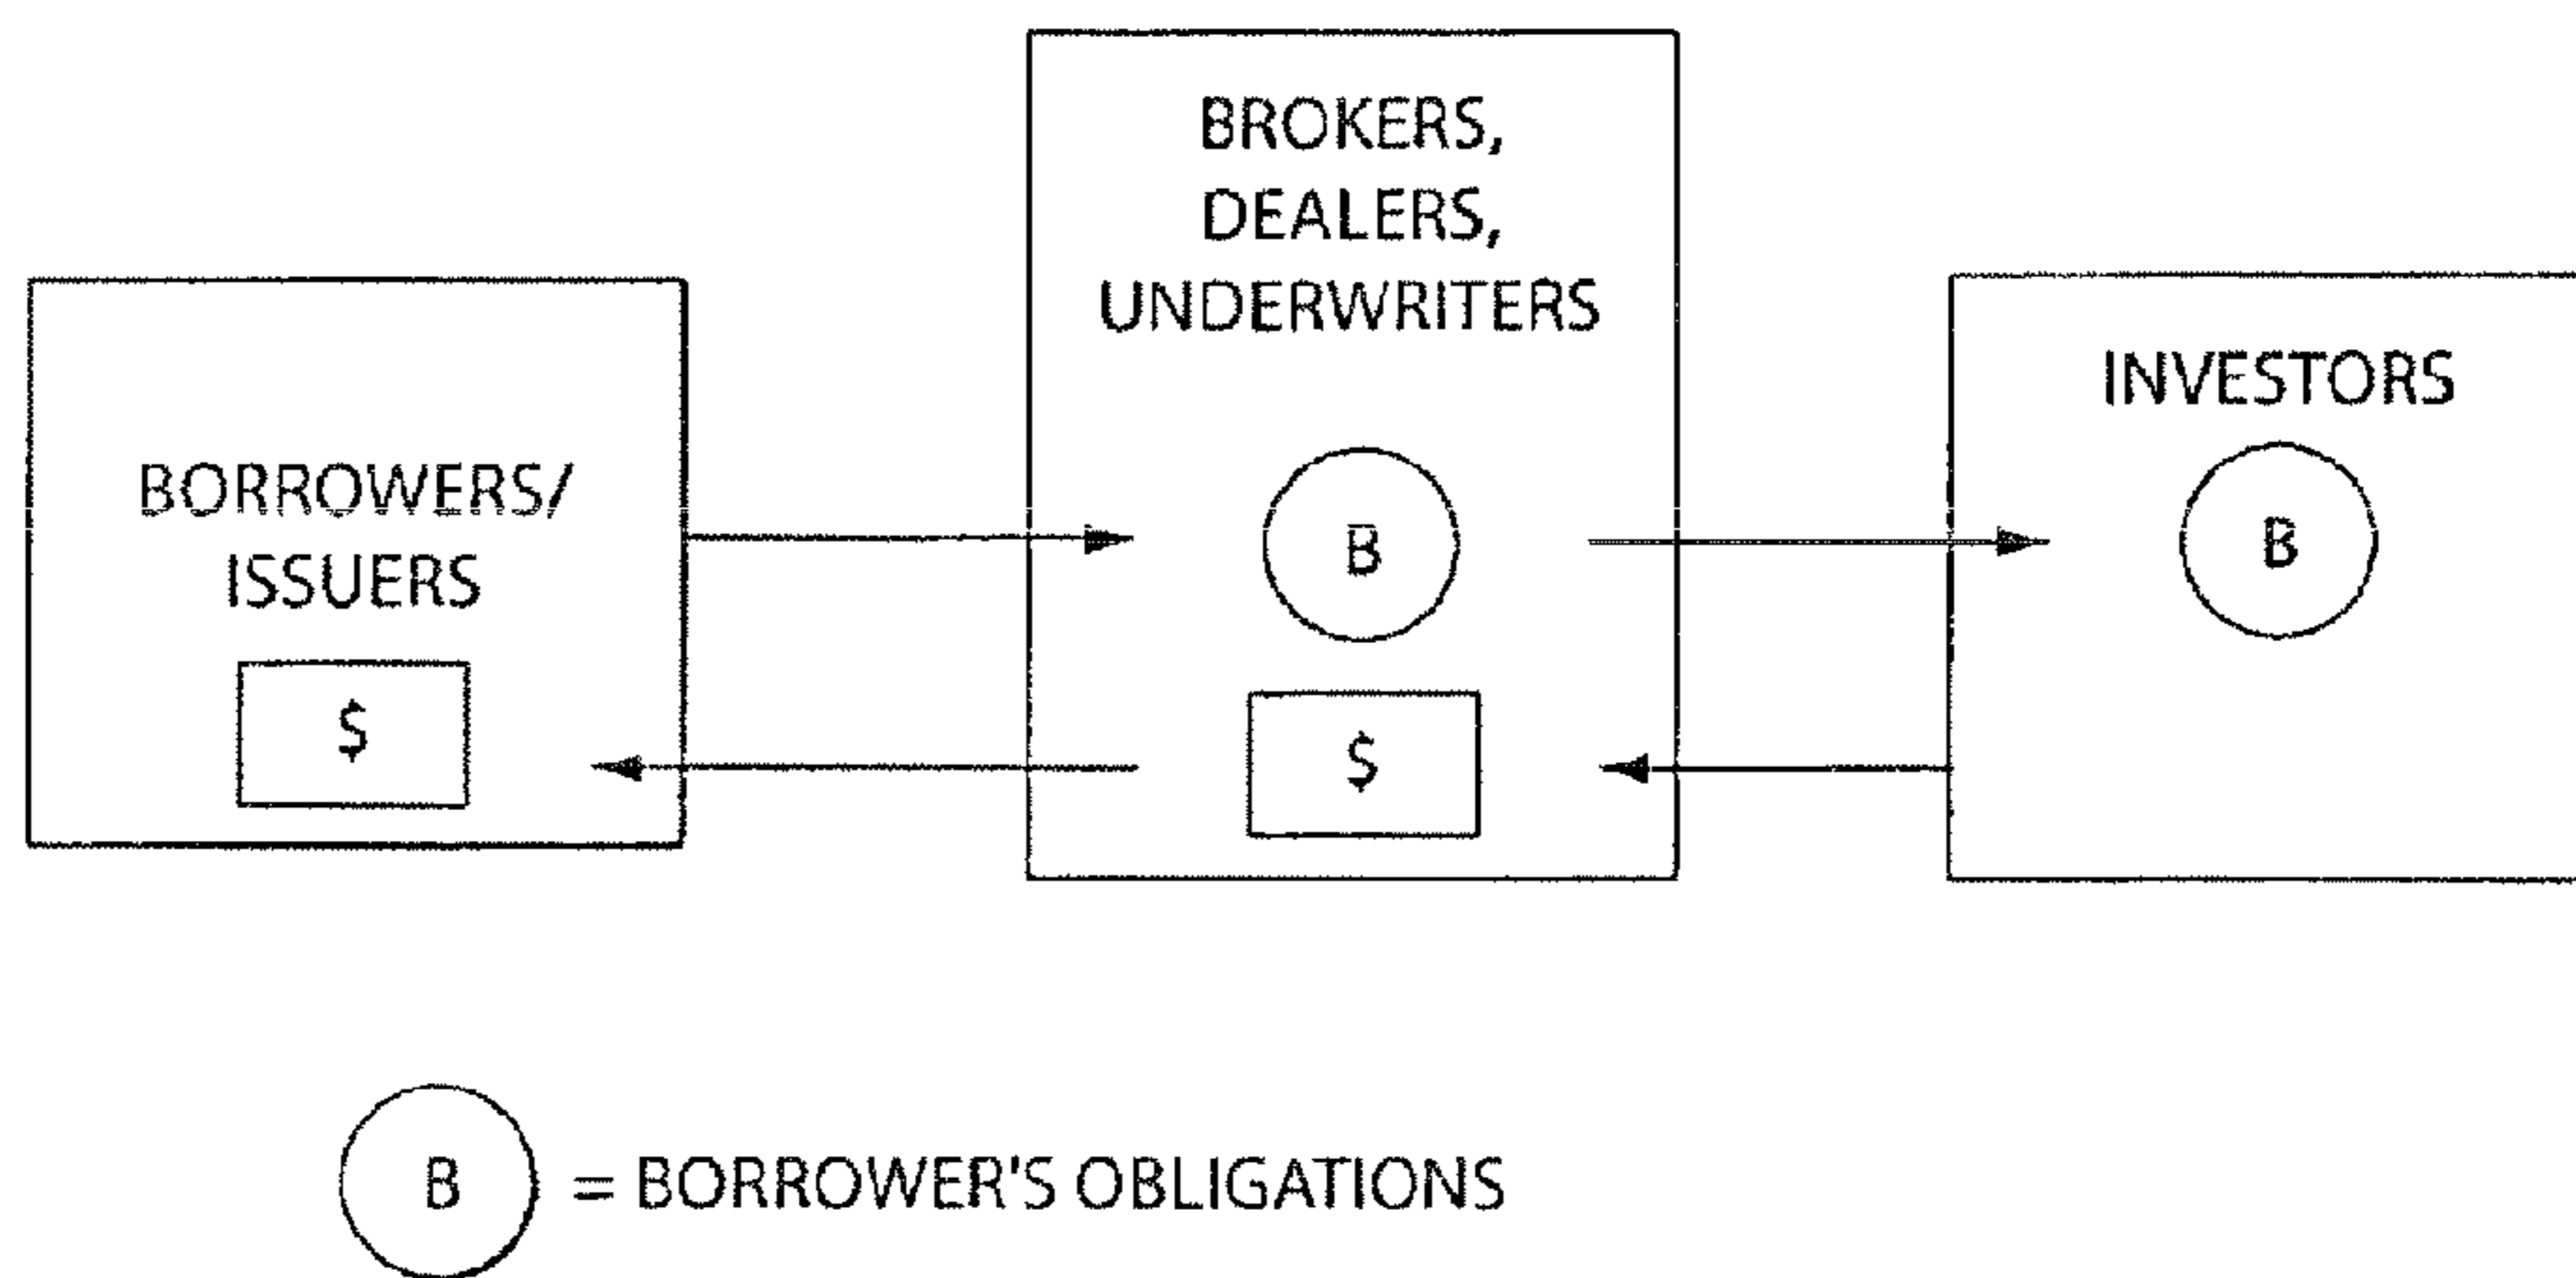 BROKERS,
DEALERS,
UNDERWRITERS
B
$
BORROWERS/
ISSUERS
$
INVESTORS
B
B = BORROWER'S OBLIGATIONS